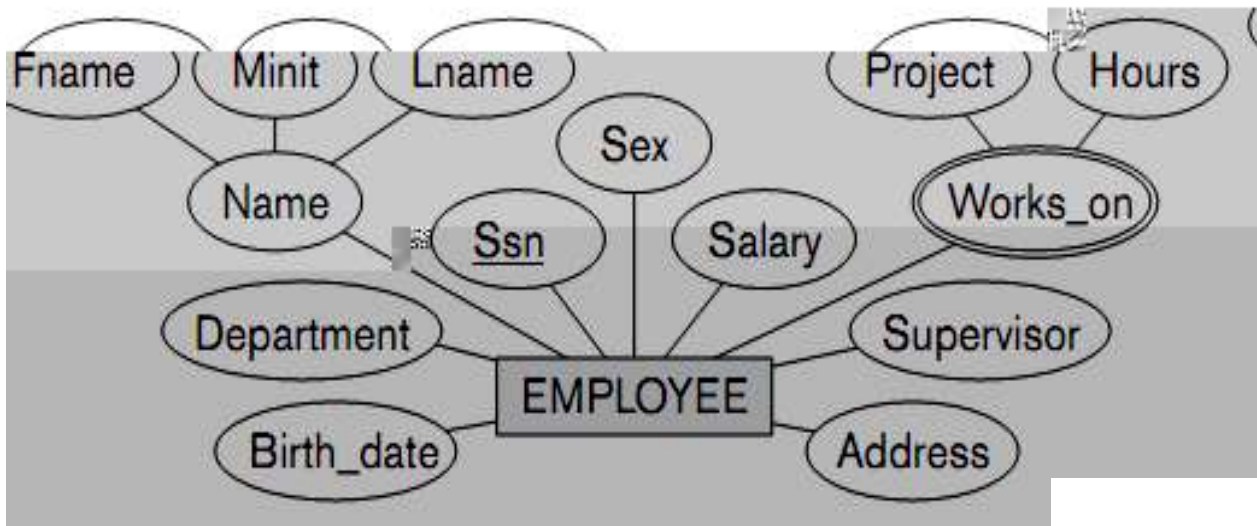 Fname Minit Lname Project Hours
Sex
Name Works_on
Ssn Salary
Department Supervisor
EMPLOYEE
Birth_date Address